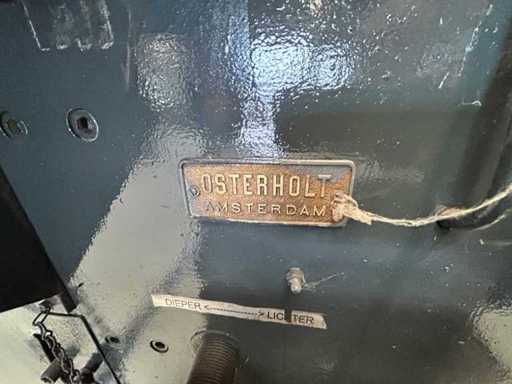 OSTERHOLT
AMSTERDAM
DIEPER <----------> LICHTER